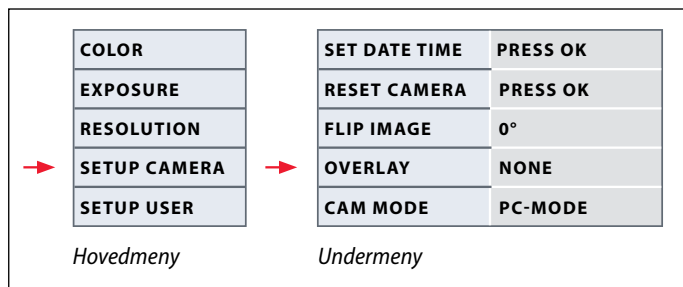 COLOR
EXPOSURE
RESOLUTION
SETUP CAMERA
SETUP USER
Hovedmeny
SET DATE TIME PRESS OK
RESET CAMERA PRESS OK
FLIP IMAGE 0°
OVERLAY NONE
CAM MODE PC-MODE
Undermeny